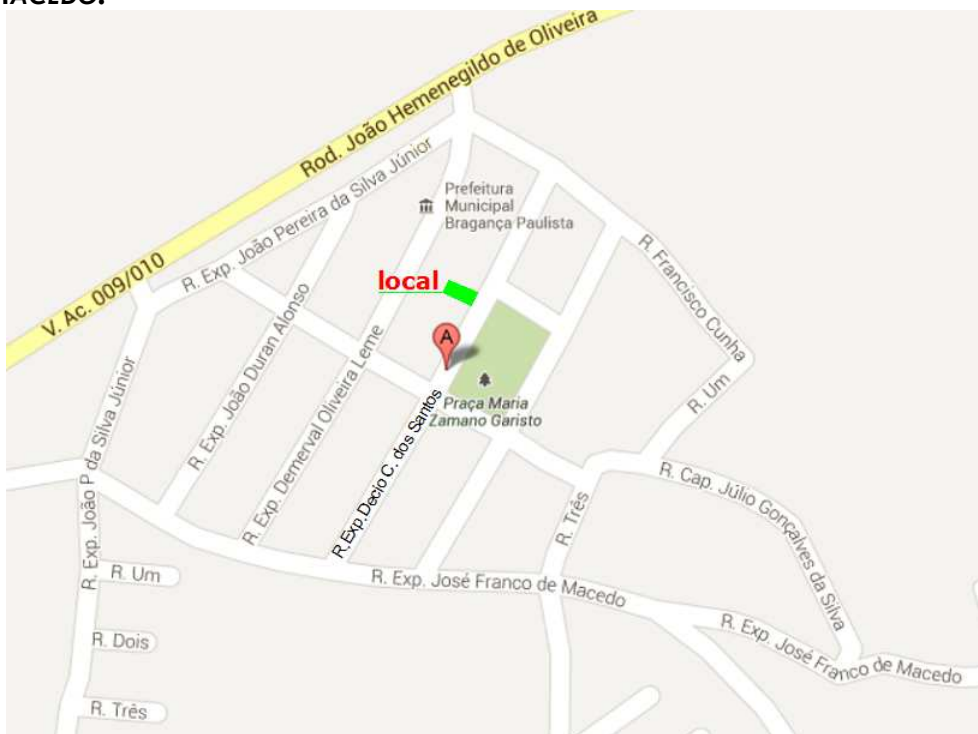 MACEDO.
Rod. João Hemenegildo de Oliveira
V. Ac. 009/010
R. Exp. João Pereira da Silva Júnior
Prefeitura
Municipal
Bragança Paulista
R. Francisco Cunha
local
A
R. Exp. João Duran Alonso
R. Exp. Demerval Oliveira Leme
R.Exp.Decio C. dos Santos
Praça Maria
Zamano Garisto
R. Um
R. Exp. João P da Silva Júnior
R. Cap. Júlio Gonçalves da Silva
R. Três
R. Um
R. Exp. José Franco de Macedo
R. Dois
R. Exp. José Franco de Macedo
R. Três